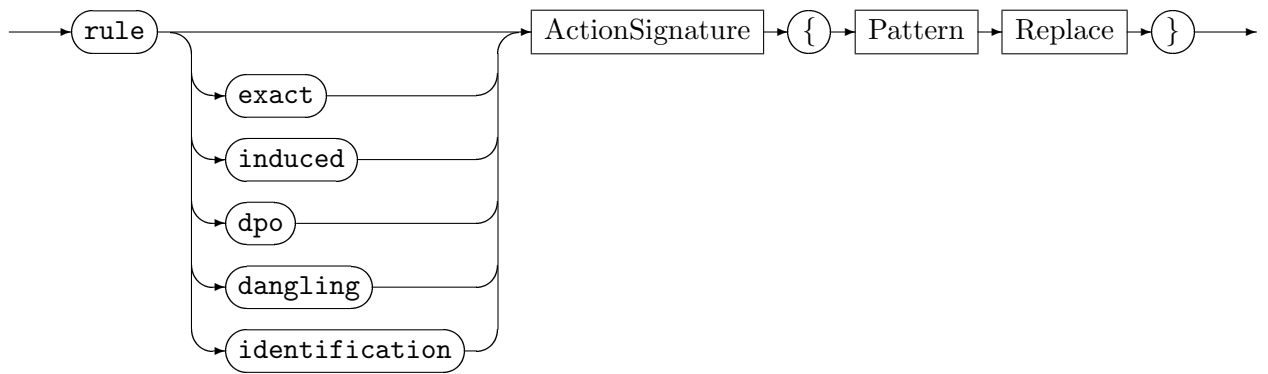 rule ActionSignature { Pattern Replace }
exact
induced
dpo
dangling
identification